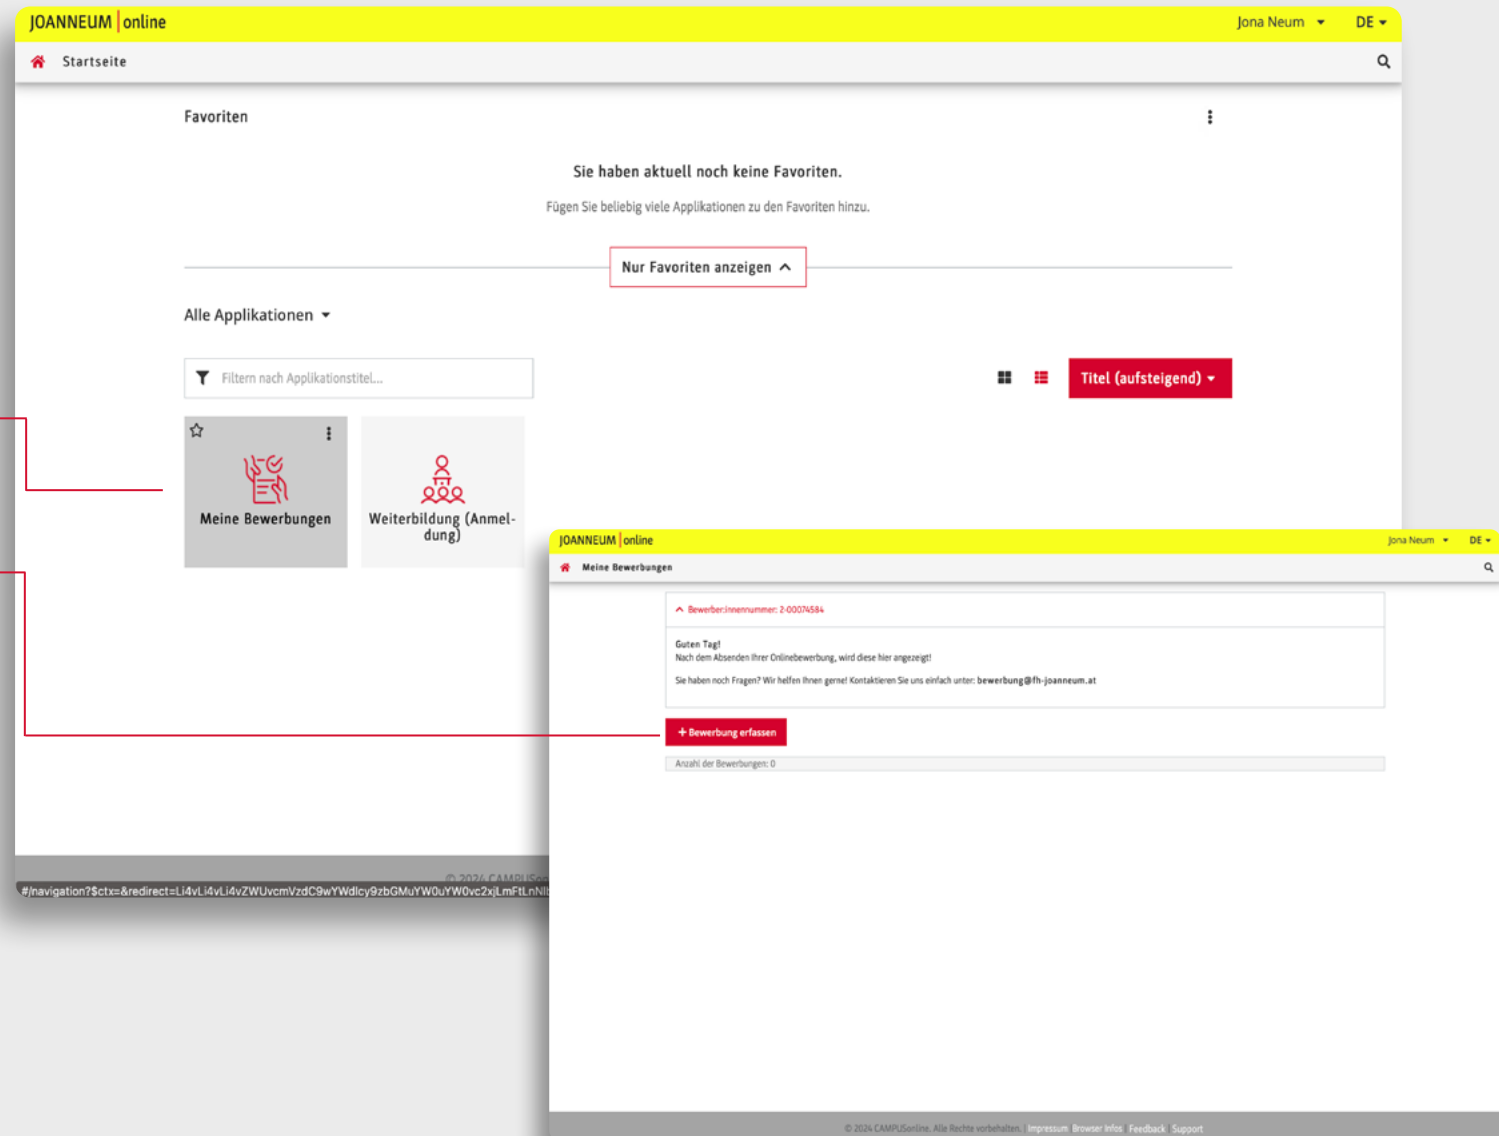 JOANNEUM | online
Jona Neum
DE
Startseite
Favoriten
Sie haben aktuell noch keine Favoriten.
Fügen Sie beliebig viele Applikationen zu den Favoriten hinzu.
Nur Favoriten anzeigen
Alle Applikationen
Filtern nach Applikationstitel...
Titel (aufsteigend)
Meine Bewerbungen
Weiterbildung (Anmel-
dung)
© 2024
JOANNEUM | online
Jona Neum
DE
Meine Bewerbungen
Bewerber:innennummer: 2-00074584
Guten Tag!
Nach dem Absenden Ihrer Onlinebewerbung, wird diese hier angezeigt!
Sie haben noch Fragen? Wir helfen Ihnen gerne! Kontaktieren Sie uns einfach unter: bewerbung@fh-joanneum.at
+ Bewerbung erfassen
Anzahl der Bewerbungen: 0
© 2024 CAMPUSonline. Alle Rechte vorbehalten. | Impressum | Browser Infos | Feedback | Support